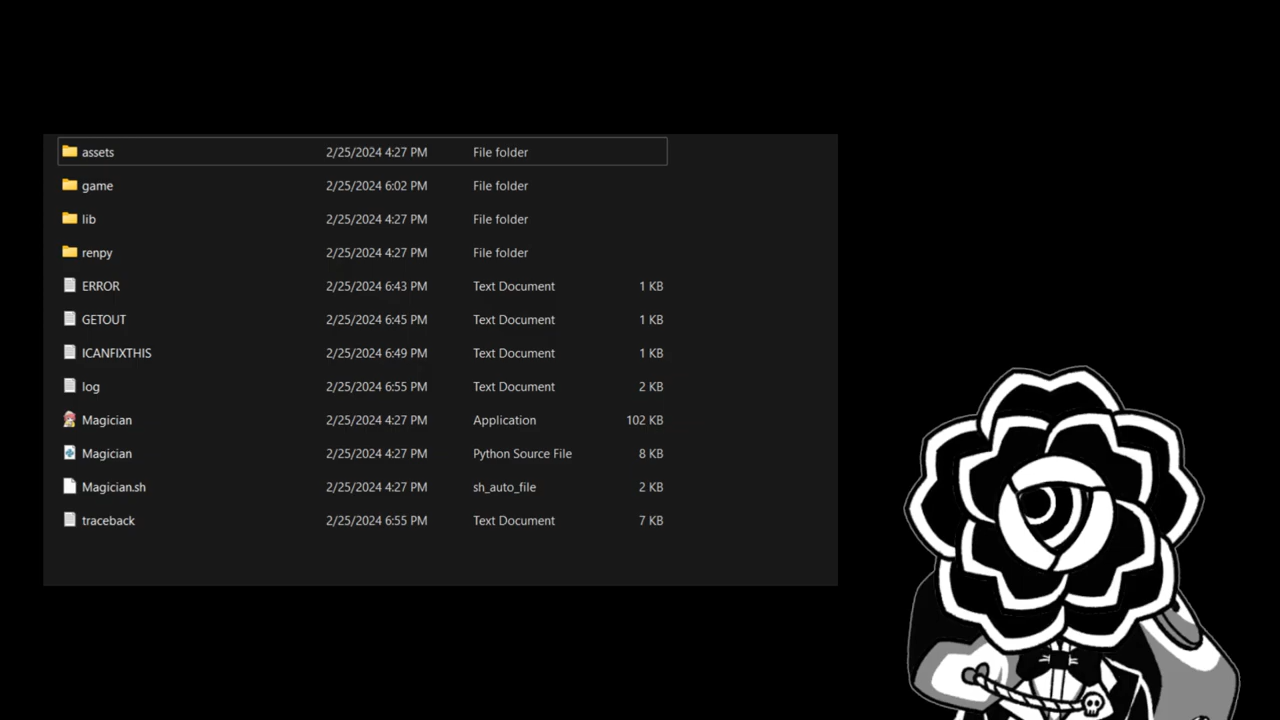 assets 2/25/2024 4:27 PM File folder
game 2/25/2024 6:02 PM File folder
lib 2/25/2024 4:27 PM File folder
renpy 2/25/2024 4:27 PM File folder
ERROR 2/25/2024 6:43 PM Text Document 1 KB
GETOUT 2/25/2024 6:45 PM Text Document 1 KB
ICANFIXTHIS 2/25/2024 6:49 PM Text Document 1 KB
log 2/25/2024 6:55 PM Text Document 2 KB
Magician 2/25/2024 4:27 PM Application 102 KB
Magician 2/25/2024 4:27 PM Python Source File 8 KB
Magician.sh 2/25/2024 4:27 PM sh_auto_file 2 KB
traceback 2/25/2024 6:55 PM Text Document 7 KB